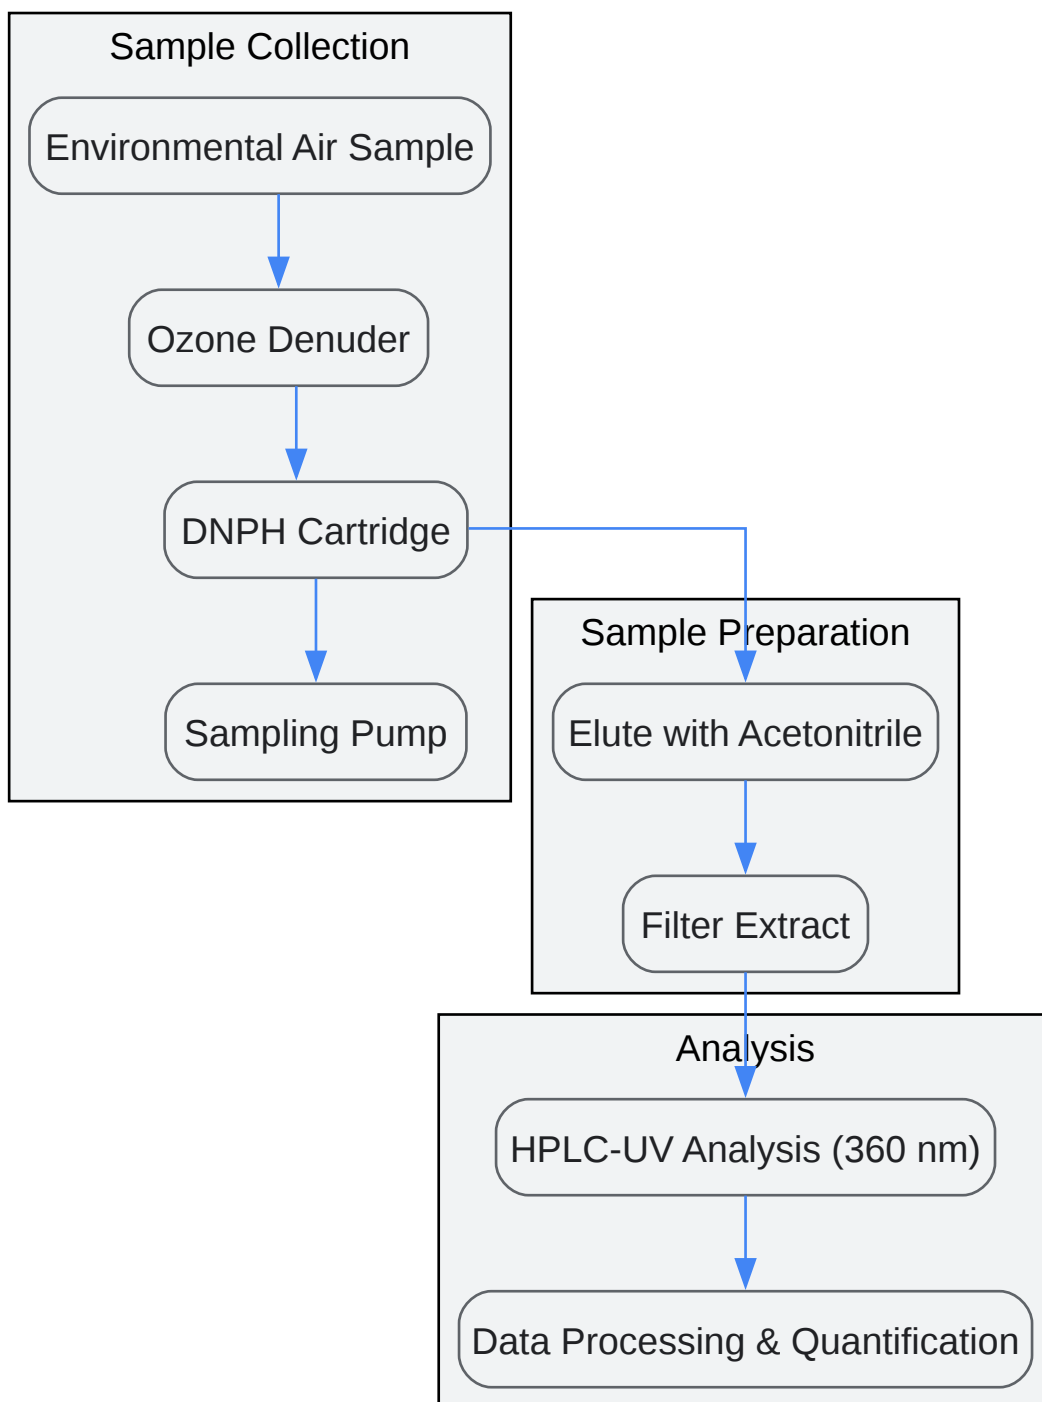 Sample Collection
Environmental Air Sample
Ozone Denuder
DNPH Cartridge
Sampling Pump
Sample Preparation
Elute with Acetonitrile
Filter Extract
Analysis
HPLC-UV Analysis (360 nm)
Data Processing & Quantification